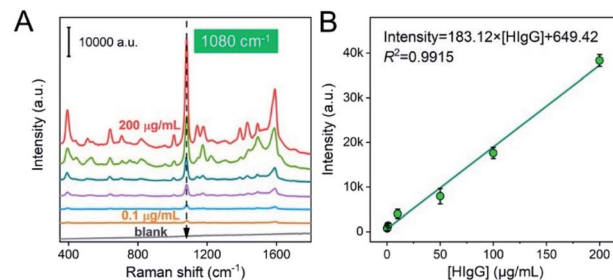 A
10000 a.u.
1080 cm⁻¹
200 μg/mL
0.1 μg/mL
blank
Intensity (a.u.)
400 800 1200 1600
Raman shift (cm⁻¹)
B
Intensity=183.12×[HIgG]+649.42
R²=0.9915
40k
30k
20k
10k
0
Intensity (a.u.)
0 50 100 150 200
[HIgG] (μg/mL)